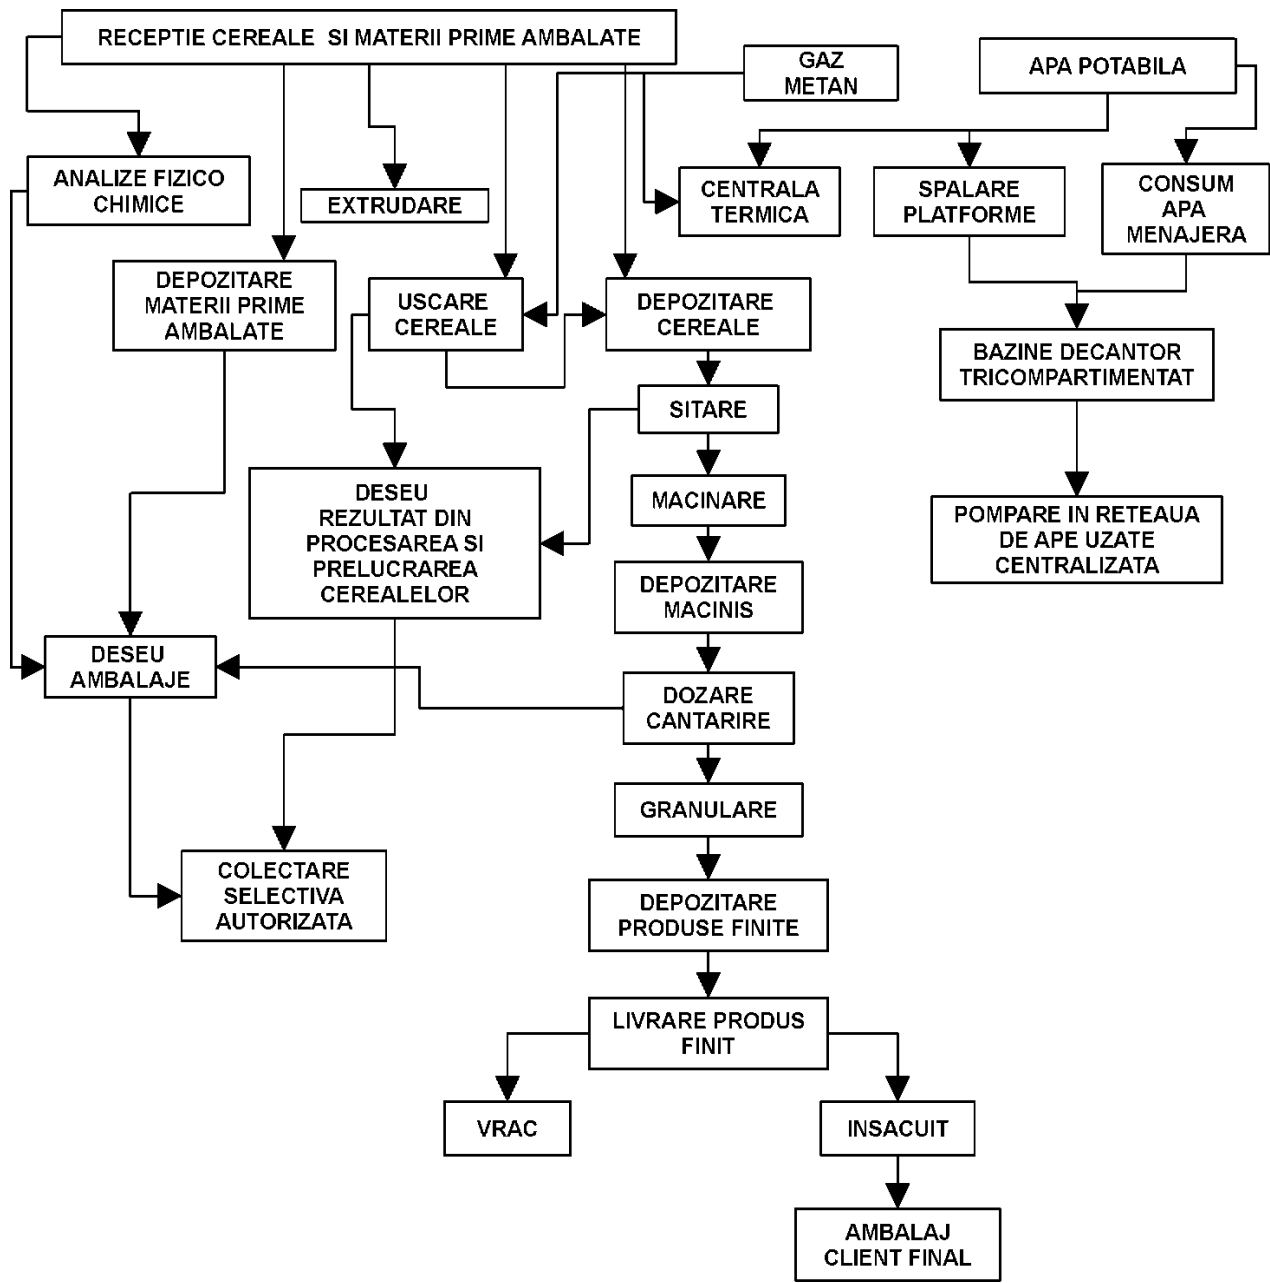 RECEPTIE CEREALE  SI MATERII PRIME AMBALATE
GAZ
METAN
APA POTABILA
ANALIZE FIZICO
CHIMICE
EXTRUDARE
CENTRALA
TERMICA
SPALARE
PLATFORME
CONSUM
APA
MENAJERA
DEPOZITARE
MATERII PRIME
AMBALATE
USCARE
CEREALE
DEPOZITARE
CEREALE
BAZINE DECANTOR
TRICOMPARTIMENTAT
SITARE
DESEU
REZULTAT DIN
PROCESAREA SI
PRELUCRAREA
CEREALELOR
MACINARE
POMPARE IN RETEAUA
DE APE UZATE
CENTRALIZATA
DEPOZITARE
MACINIS
DESEU
AMBALAJE
DOZARE
CANTARIRE
GRANULARE
COLECTARE
SELECTIVA
AUTORIZATA
DEPOZITARE
PRODUSE FINITE
LIVRARE PRODUS
FINIT
VRAC
INSACUIT
AMBALAJ
CLIENT FINAL